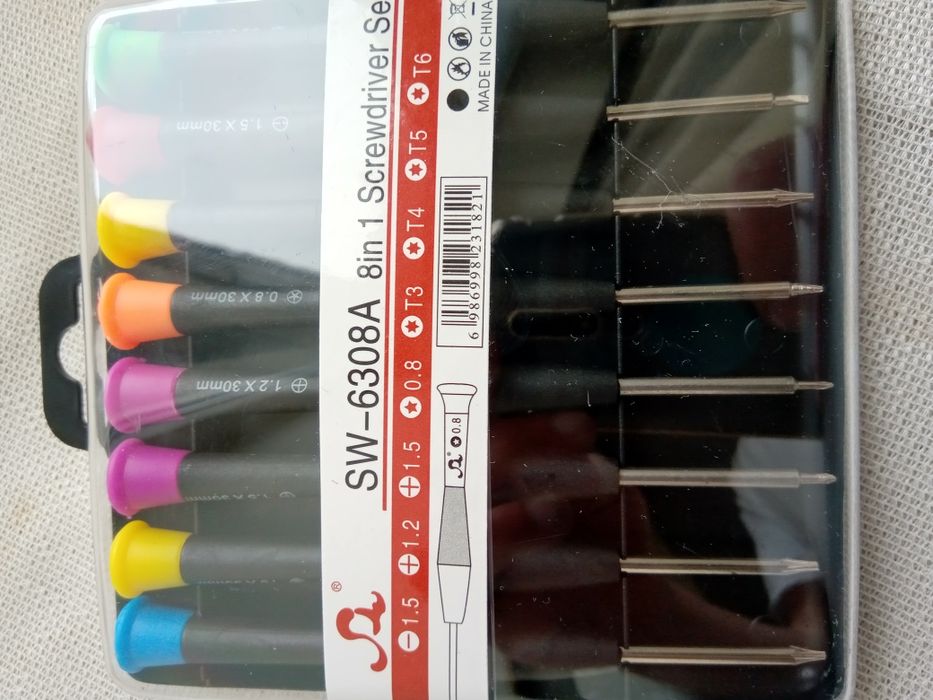 SW-6308A 8in 1 Screwdriver Se
⊖1.5 ⊕1.2 ⊕1.5 0.8 T3 T4 T5 T6
0.8
6 986998 231821
MADE IN CHINA
1.5 X 30mm
0.8 X 30mm
1.2 X 30mm
®